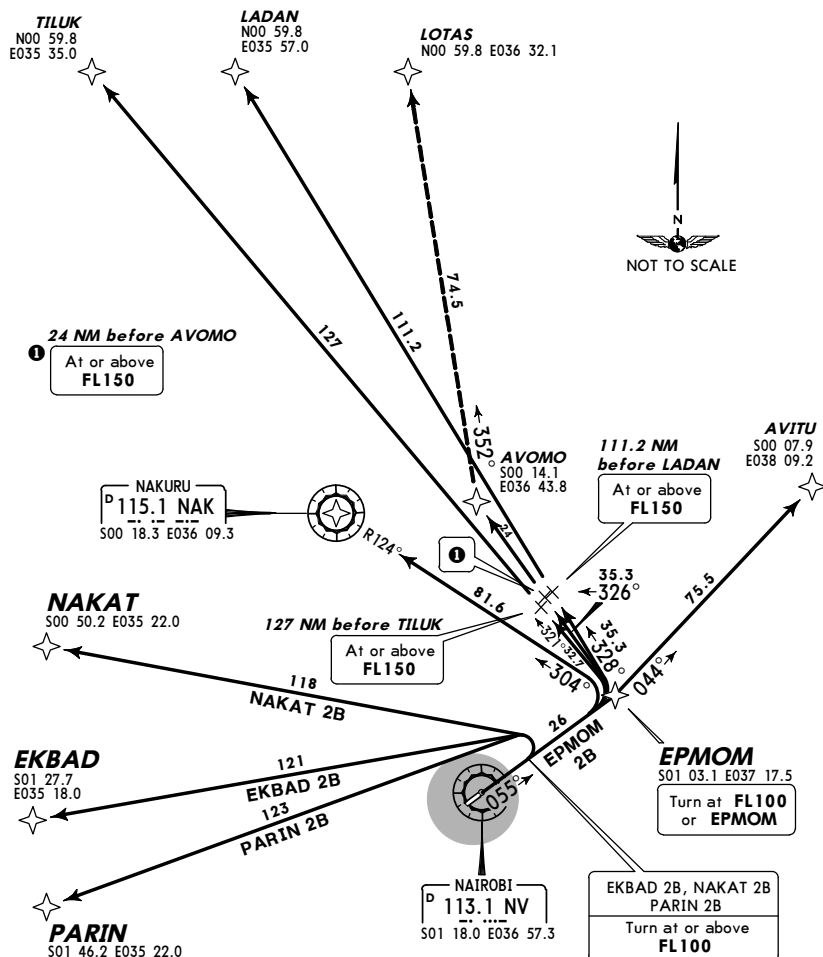 TILUK
N00 59.8
E035 35.0
LADAN
N00 59.8
E035 57.0
LOTAS
N00 59.8 E036 32.1
N
NOT TO SCALE
74.5
111.2
127
24 NM before AVOMO
1
At or above
FL150
352°
AVOMO
S00 14.1
E036 43.8
111.2 NM
before LADAN
At or above
FL150
AVITU
S00 07.9
E038 09.2
NAKURU
D 115.1 NAK
S00 18.3 E036 09.3
24
R124°
1
35.3
326°
75.5
81.6
NAKAT
S00 50.2 E035 22.0
127 NM before TILUK
At or above
FL150
321°
32.7
35.3
328°
304°
044°
118
NAKAT 2B
26
EPMOM
2B
EKBAD
S01 27.7
E035 18.0
121
EKBAD 2B
EPMOM
S01 03.1 E037 17.5
Turn at FL100
or EPMOM
055°
123
PARIN 2B
NAIROBI
D 113.1 NV
S01 18.0 E036 57.3
EKBAD 2B, NAKAT 2B
PARIN 2B
Turn at or above
FL100
PARIN
S01 46.2 E035 22.0